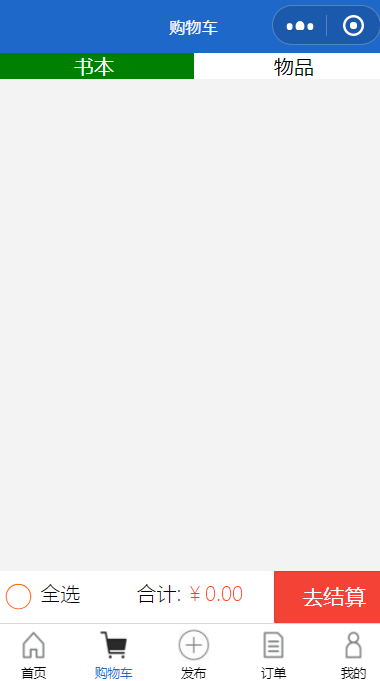 购物车
书本 物品
全选 合计: ￥0.00 去结算
首页 购物车 发布 订单 我的